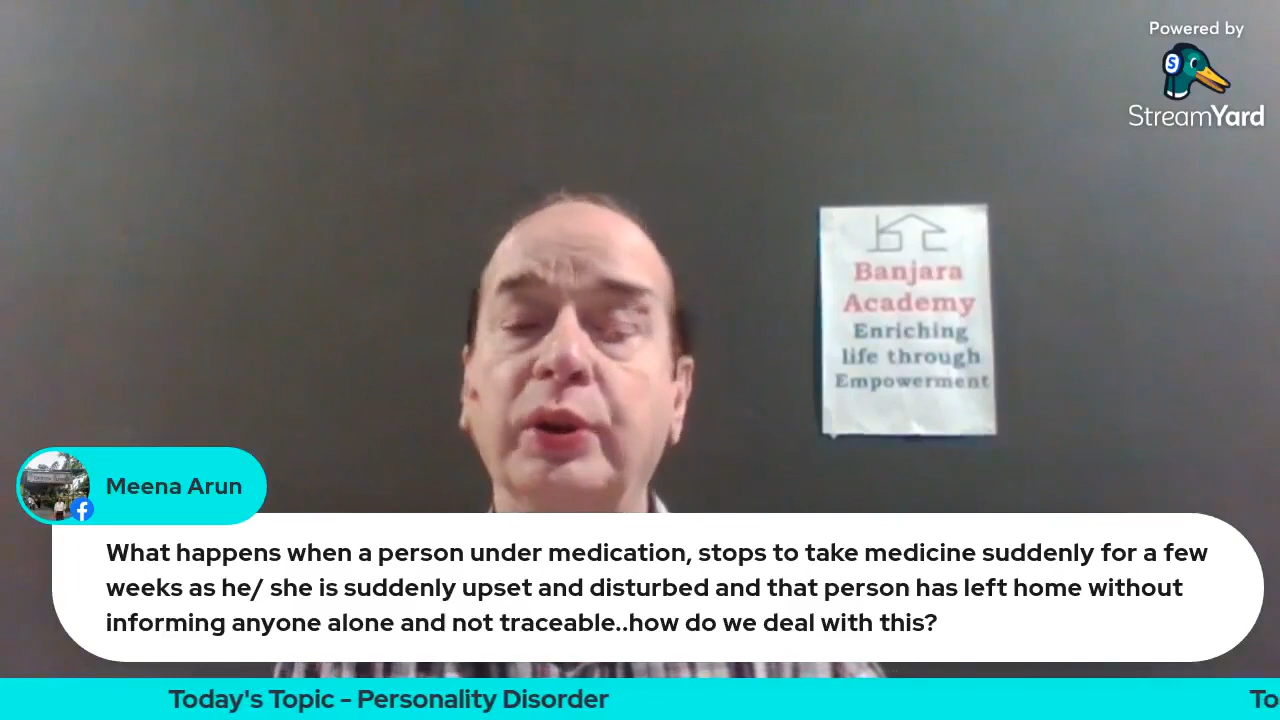 Powered by
StreamYard
Banjara
Academy
Enriching
life through
Empowerment
Meena Arun
What happens when a person under medication, stops to take medicine suddenly for a few
weeks as he/ she is suddenly upset and disturbed and that person has left home without
informing anyone alone and not traceable..how do we deal with this?
Today's Topic - Personality Disorder
To